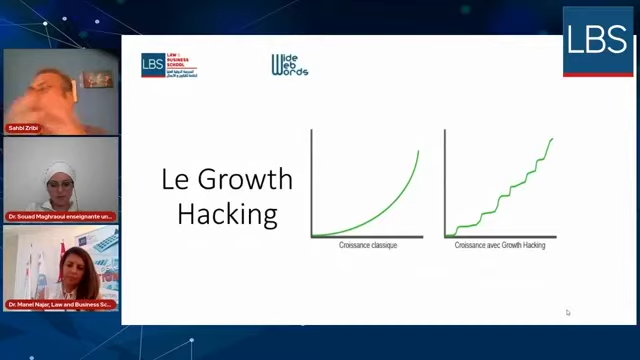 LBS
LAW &
BUSINESS
SCHOOL
Wide
Web
Words
LBS
Sahbi Zribi
Le Growth
Hacking
Croissance classique
Croissance avec Growth Hacking
Dr. Souad Maghraoui enseignante un...
Dr. Manel Najar, Law and Business Sc...